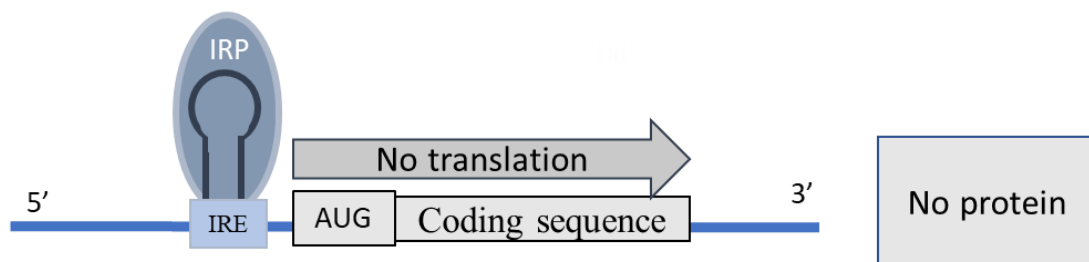 IRP
No translation
5’
3’
IRE
AUG
Coding sequence
No protein